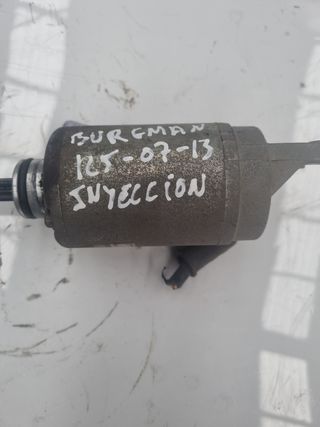 BURGMAN
125-07-13
INYECCION